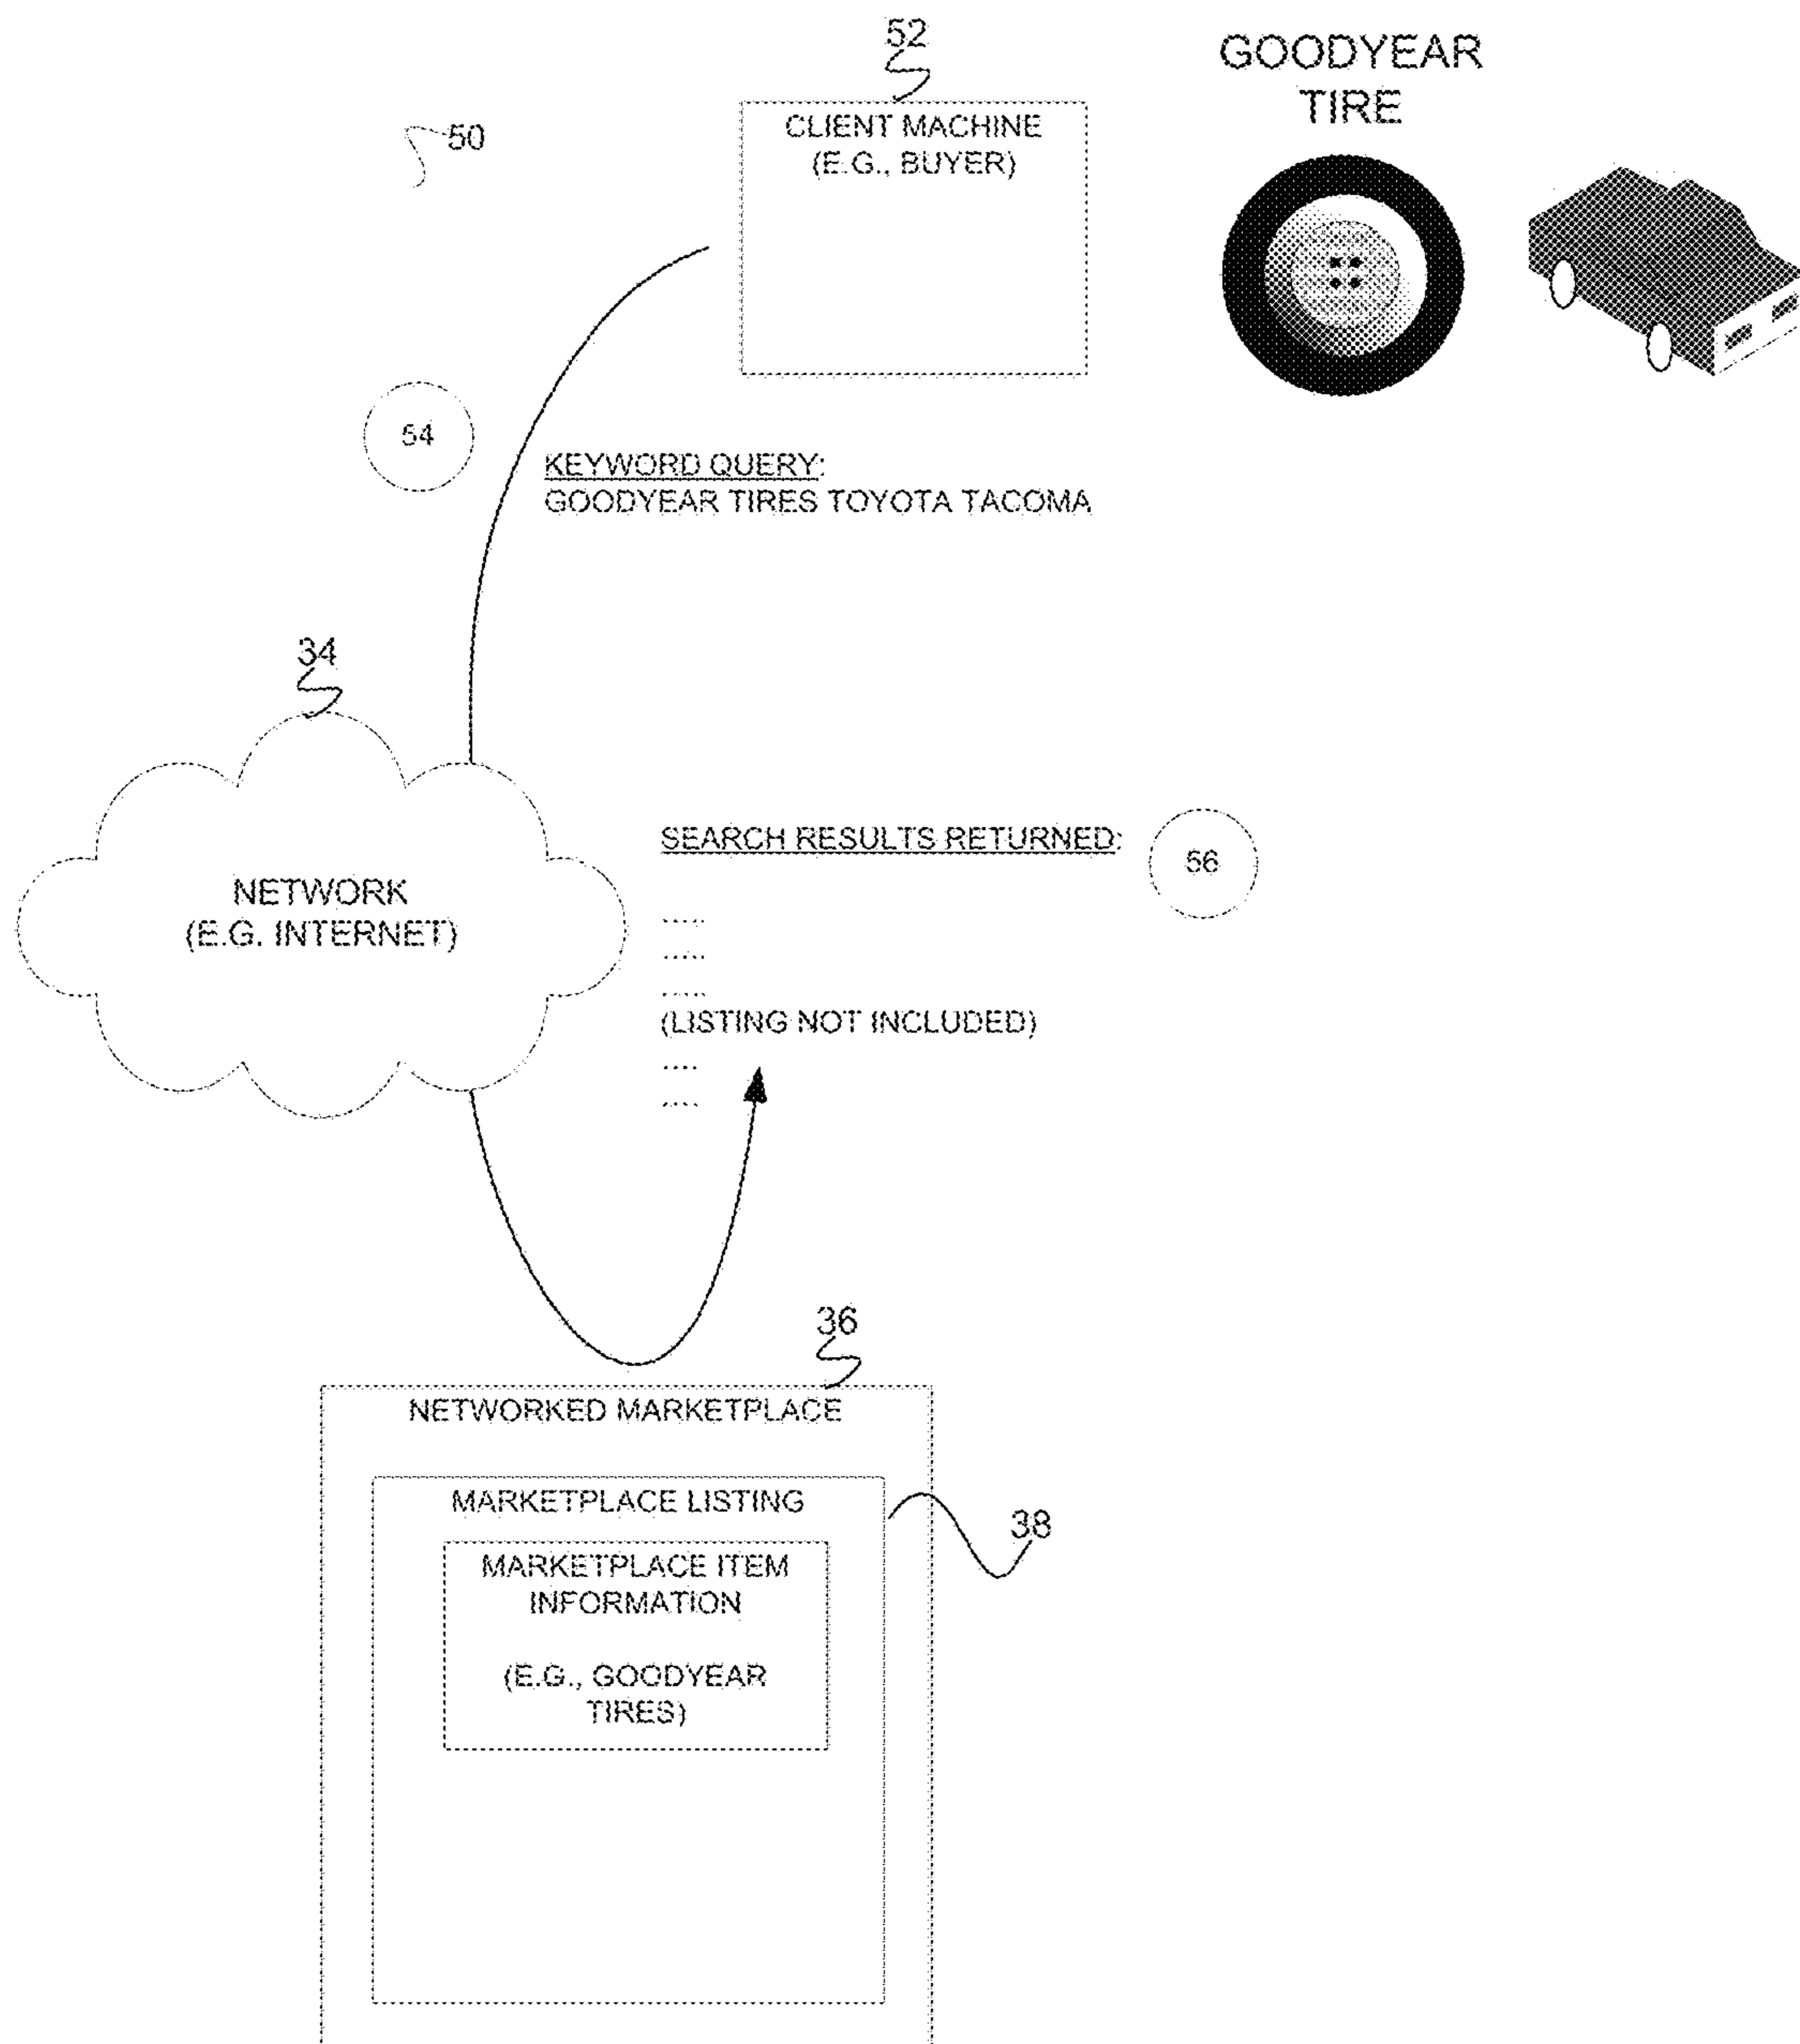 52
GOODYEAR
TIRE
50
CLIENT MACHINE
(E.G., BUYER)
54
KEYWORD QUERY:
GOODYEAR TIRES TOYOTA TACOMA
34
NETWORK
(E.G. INTERNET)
SEARCH RESULTS RETURNED:
56
.....
.....
.....
(LISTING NOT INCLUDED)
....
....
36
NETWORKED MARKETPLACE
MARKETPLACE LISTING
38
MARKETPLACE ITEM
INFORMATION
(E.G., GOODYEAR
TIRES)